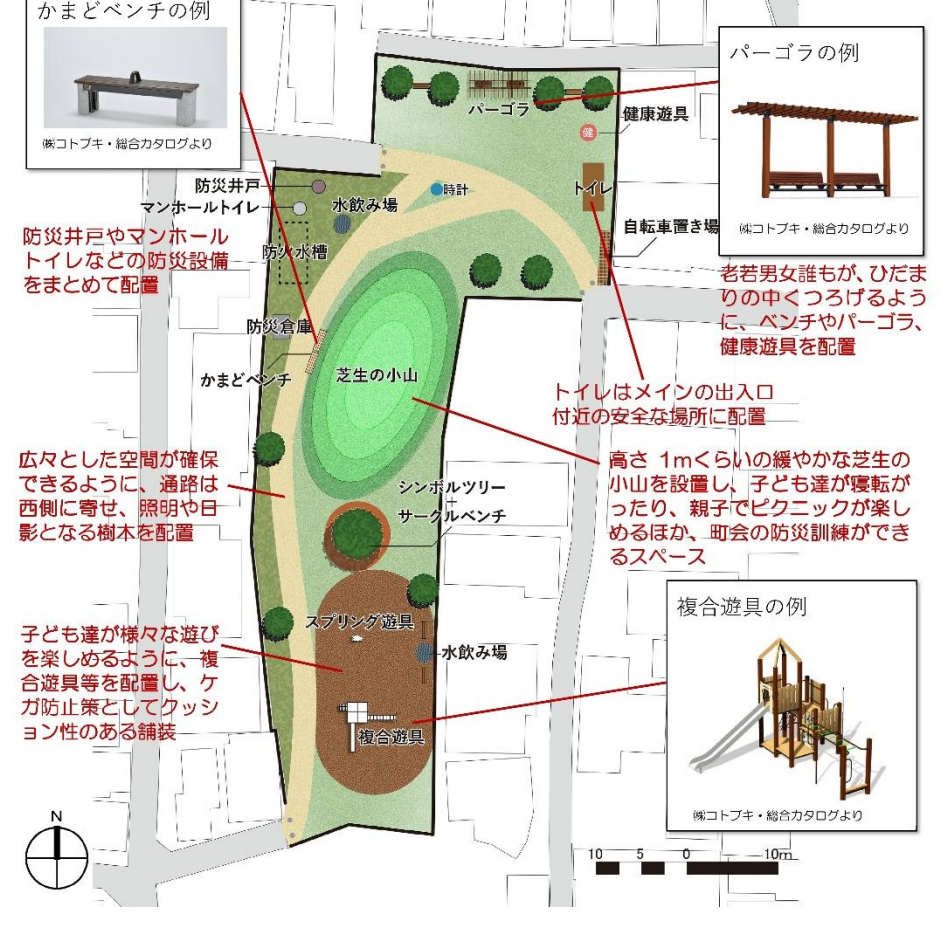 かまどベンチの例
㈱コトブキ・総合カタログより
パーゴラの例
㈱コトブキ・総合カタログより
パーゴラ
健康遊具
健
トイレ
自転車置き場
時計
防災井戸
マンホールトイレ
水飲み場
防火水槽
防災井戸やマンホール
トイレなどの防災設備
をまとめて配置
老若男女誰もが、ひだま
りの中くつろげるよう
に、ベンチやパーゴラ、
健康遊具を配置
防災倉庫
かまどベンチ
芝生の小山
トイレはメインの出入口
付近の安全な場所に配置
広々とした空間が確保
できるように、通路は
西側に寄せ、照明や日
影となる樹木を配置
高さ 1mくらいの緩やかな芝生の
小山を設置し、子ども達が寝転が
ったり、親子でピクニックが楽し
めるほか、町会の防災訓練ができ
るスペース
シンボルツリー
+
サークルベンチ
スプリング遊具
水飲み場
複合遊具
子ども達が様々な遊び
を楽しめるように、複
合遊具等を配置し、ケ
ガ防止策としてクッシ
ョン性のある舗装
複合遊具の例
㈱コトブキ・総合カタログより
N
10 5 0 10m